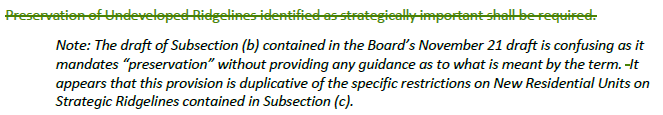 Preservation of Undeveloped Ridgelines identified as strategically important shall be required.
Note: The draft of Subsection (b) contained in the Board's November 21 draft is confusing as it
mandates "preservation" without providing any guidance as to what is meant by the term. -It
appears that this provision is duplicative of the specific restrictions on New Residential Units on
Strategic Ridgelines contained in Subsection (c).